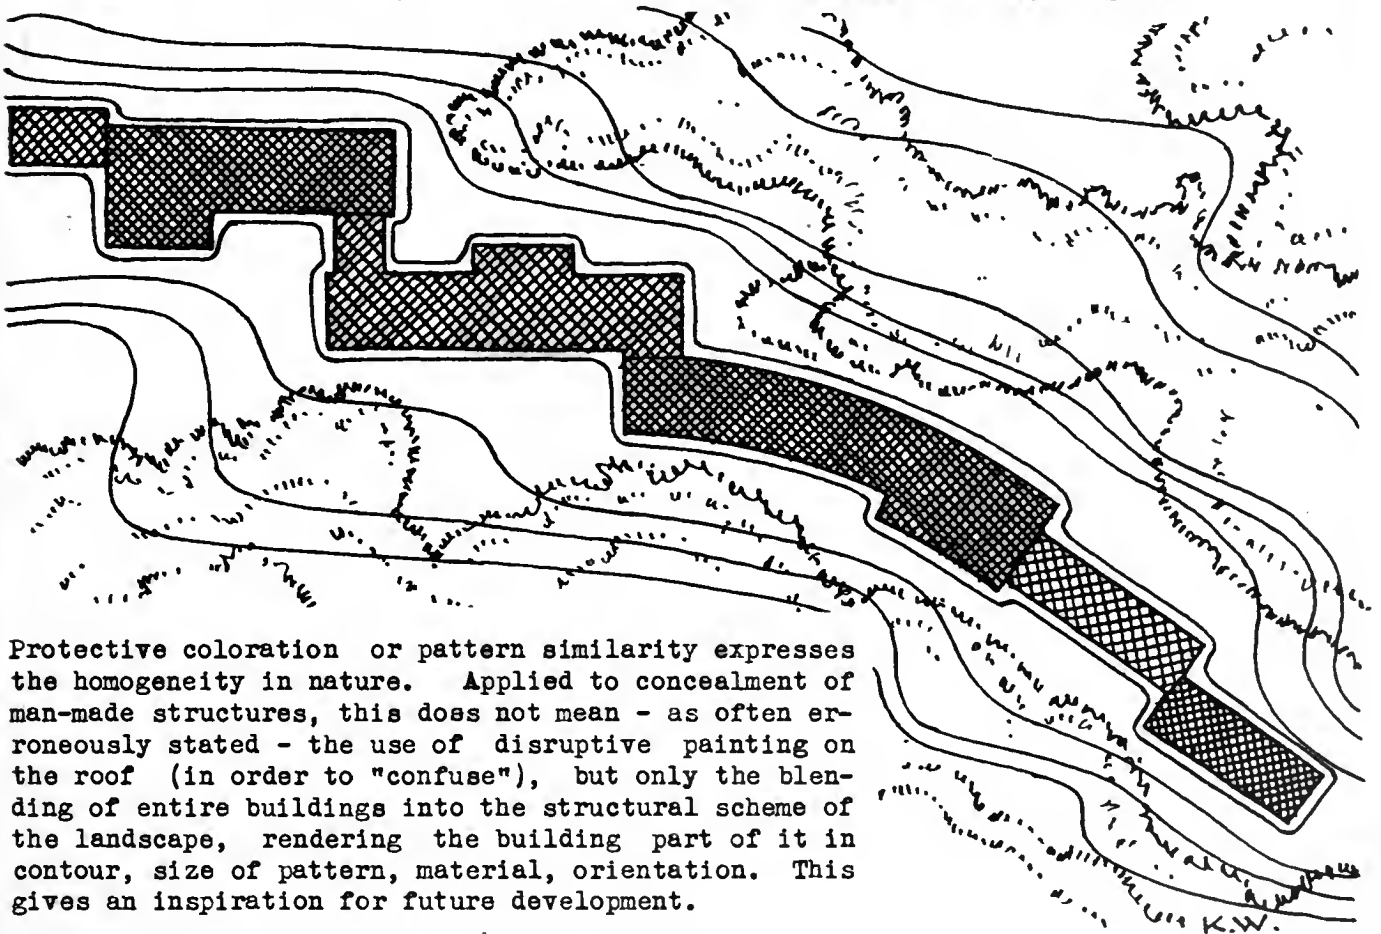 Protective coloration or pattern similarity expresses
the homogeneity in nature. Applied to concealment of
man-made structures, this does not mean - as often er-
roneously stated - the use of disruptive painting on
the roof (in order to "confuse"), but only the blen-
ding of entire buildings into the structural scheme of
the landscape, rendering the building part of it in
contour, size of pattern, material, orientation. This
gives an inspiration for future development.
K.W.